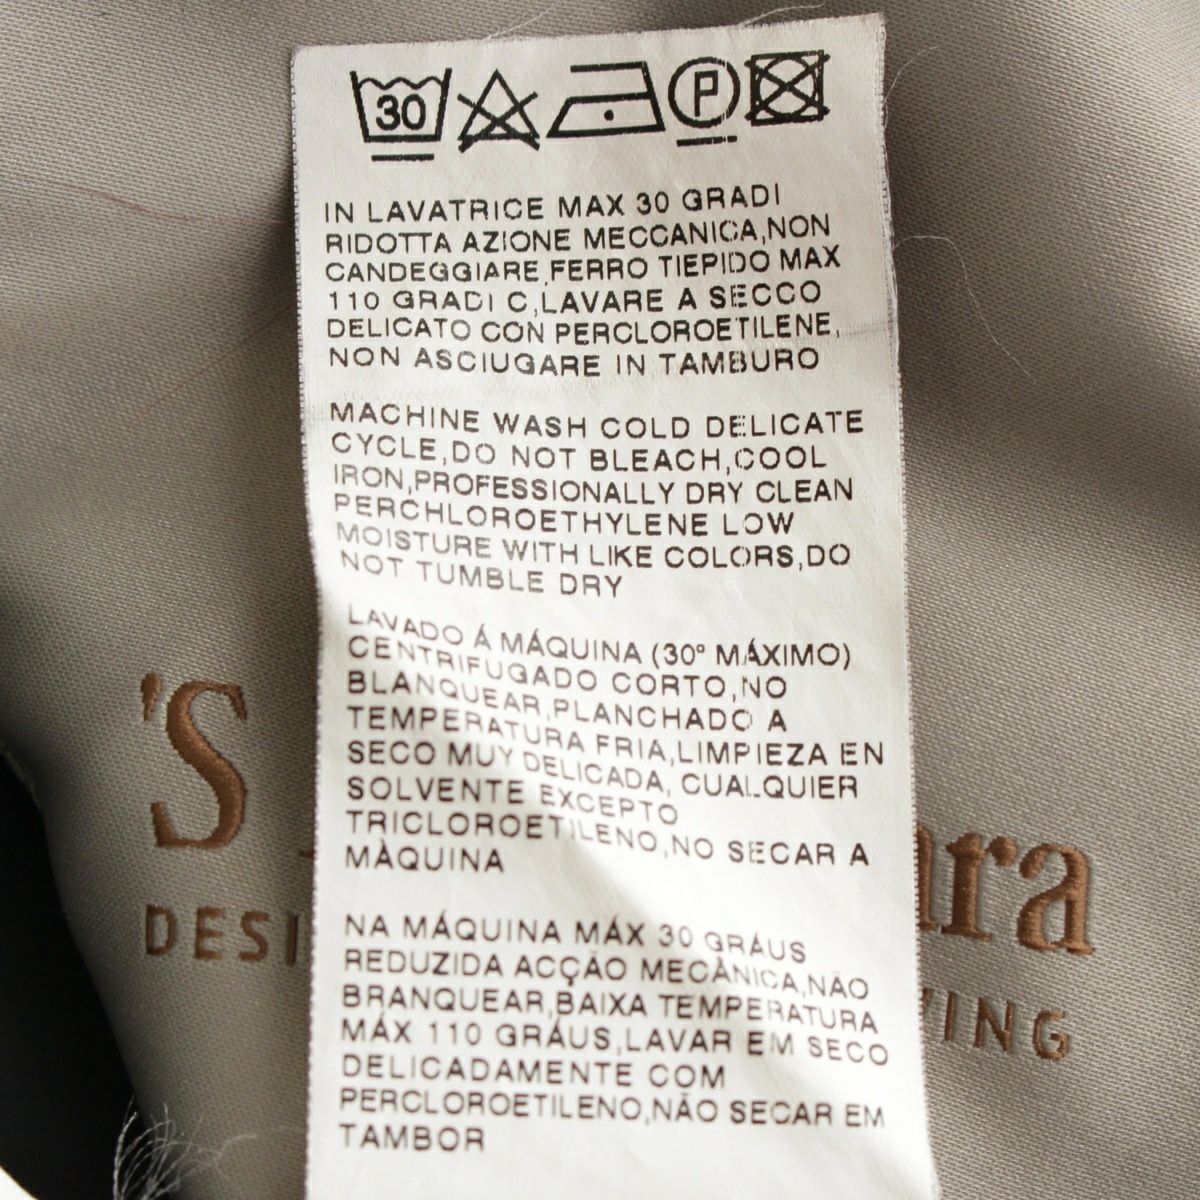 30 P
IN LAVATRICE MAX 30 GRADI
RIDOTTA AZIONE MECCANICA,NON
CANDEGGIARE,FERRO TIEPIDO MAX
110 GRADI C,LAVARE A SECCO
DELICATO CON PERCLOROETILENE,
NON ASCIUGARE IN TAMBURO
MACHINE WASH COLD DELICATE
CYCLE,DO NOT BLEACH,COOL
IRON,PROFESSIONALLY DRY CLEAN
PERCHLOROETHYLENE LOW
MOISTURE WITH LIKE COLORS,DO
NOT TUMBLE DRY
LAVADO Á MÁQUINA (30° MÁXIMO)
CENTRIFUGADO CORTO,NO
BLANQUEAR,PLANCHADO A
TEMPERATURA FRIA,LIMPIEZA EN
SECO MUY DELICADA, CUALQUIER
SOLVENTE EXCEPTO
TRICLOROETILENO,NO SECAR A
MÀQUINA
NA MÁQUINA MÁX 30 GRÁUS
REDUZIDA ACÇÃO MECÂNICA,NÃO
BRANQUEAR,BAIXA TEMPERATURA
MÁX 110 GRÁUS,LAVAR EM SECO
DELICADAMENTE COM
PERCLOROETILENO,NÃO SECAR EM
TAMBOR
'S ara
DESI VING